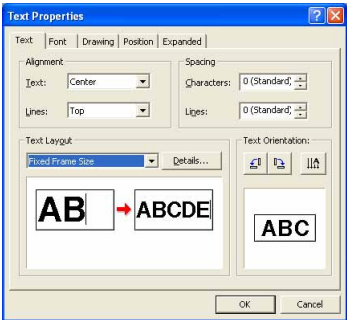 Text Properties
Text Font Drawing Position Expanded
Alignment
Spacing
Text: Center
Characters: 0 (Standard)
Lines: Top
Lines: 0 (Standard)
Text Layout
Text Orientation:
Fixed Frame Size Details...
AB ABCDE
ABC
OK Cancel